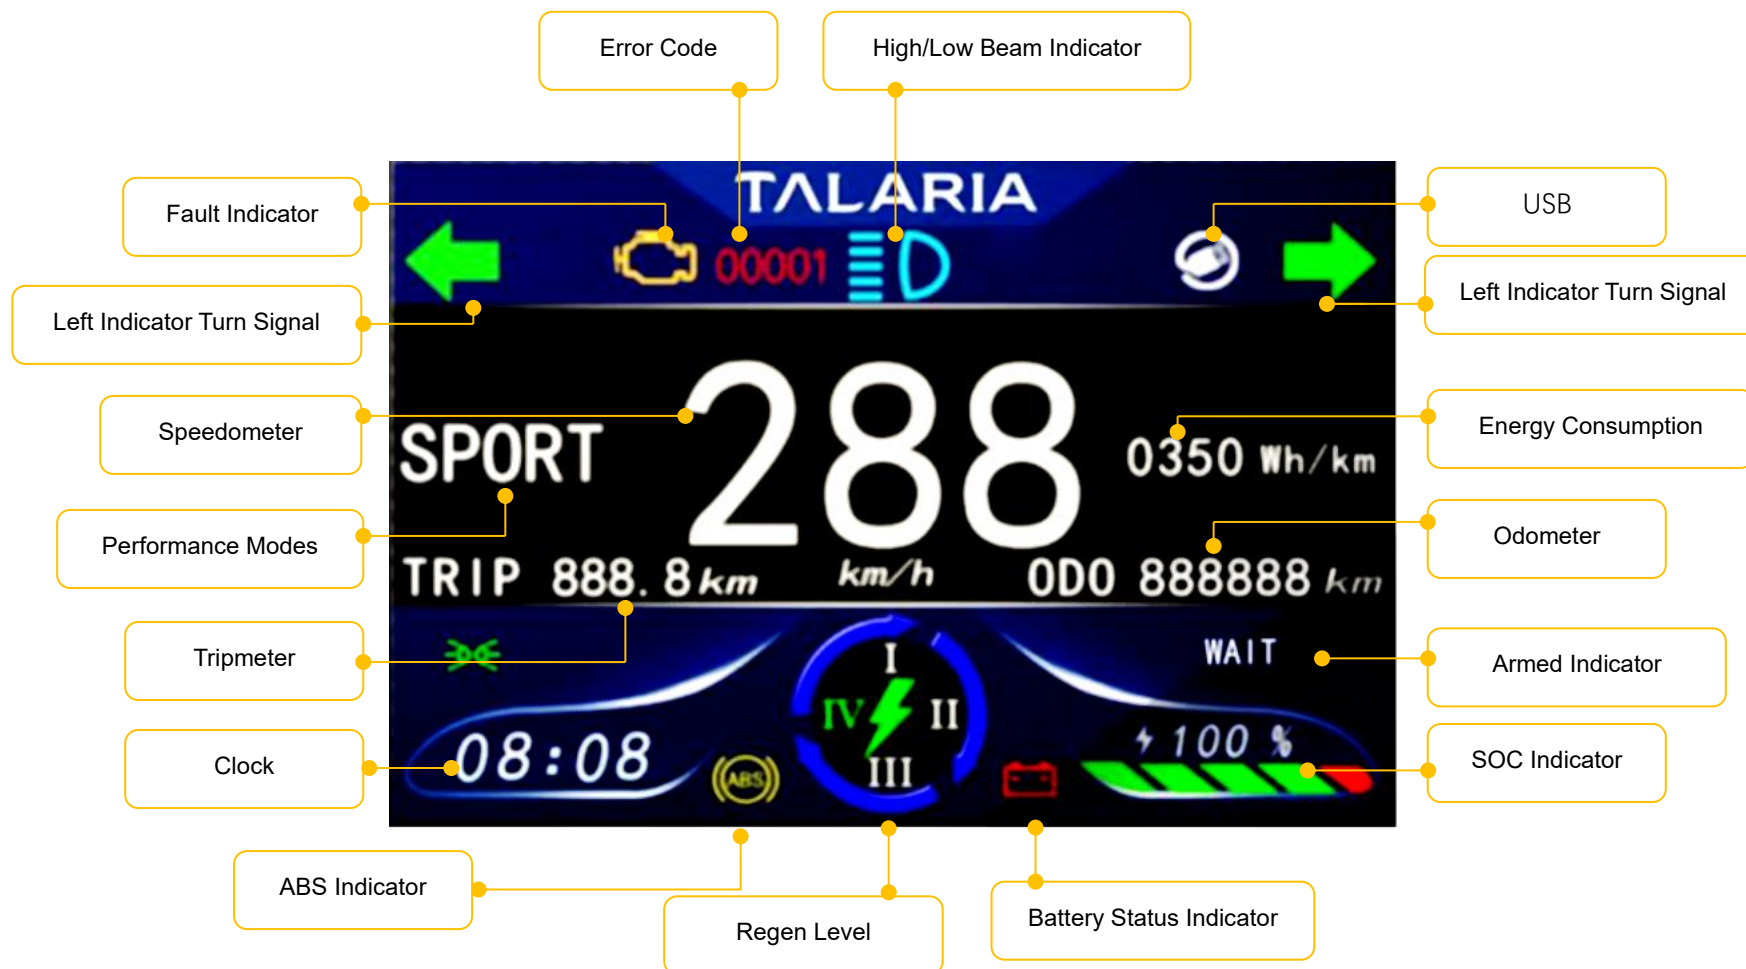 Error Code
High/Low Beam Indicator
TALARIA
Fault Indicator
USB
00001
Left Indicator Turn Signal
Left Indicator Turn Signal
Speedometer
288
Energy Consumption
SPORT
0350 Wh/km
Performance Modes
Odometer
TRIP 888.8 km
km/h
ODO 888888 km
Tripmeter
WAIT
Armed Indicator
I
IV
II
III
Clock
08:08
100 %
SOC Indicator
ABS
ABS Indicator
Regen Level
Battery Status Indicator